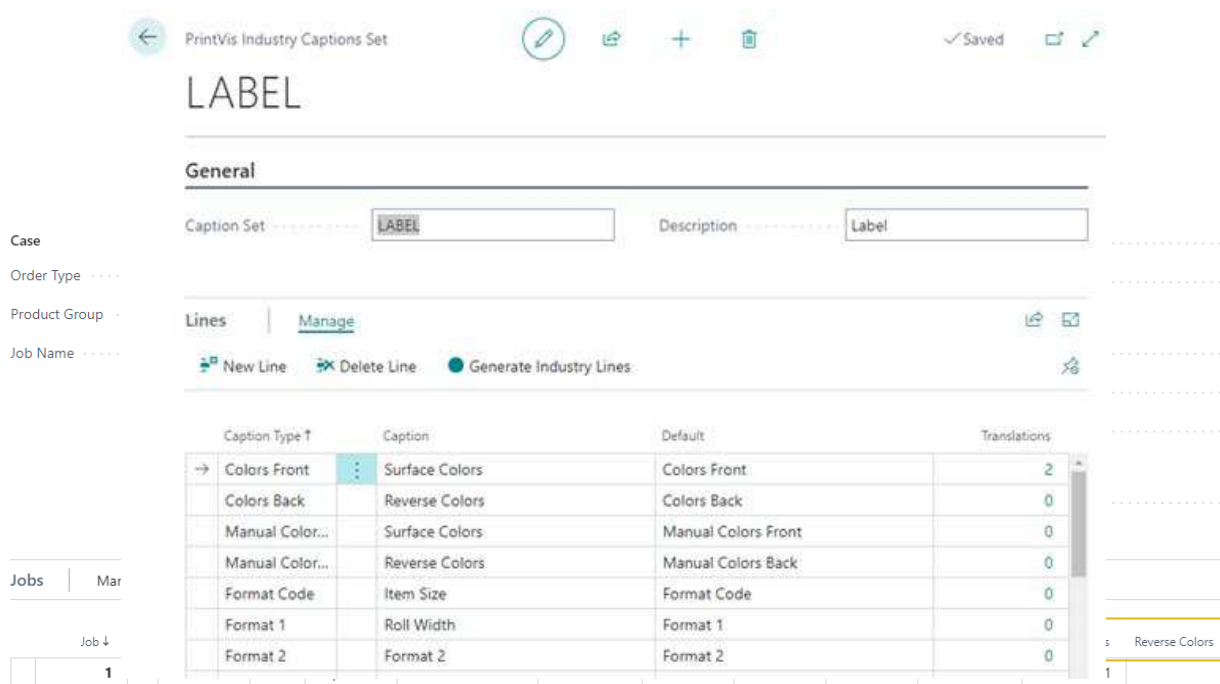 PrintVis Industry Captions Set
Saved
LABEL
General
Caption Set LABEL Description Label
Case
Order Type
Product Group
Job Name
Lines Manage
New Line Delete Line Generate Industry Lines
Caption Type ↑ Caption Default Translations
Colors Front Surface Colors Colors Front 2
Colors Back Reverse Colors Colors Back 0
Manual Color... Surface Colors Manual Colors Front 0
Manual Color... Reverse Colors Manual Colors Back 0
Format Code Item Size Format Code 0
Format 1 Roll Width Format 1 0
Format 2 Format 2 Format 2 0
Jobs Mar
Job ↓ s Reverse Colors
1 1